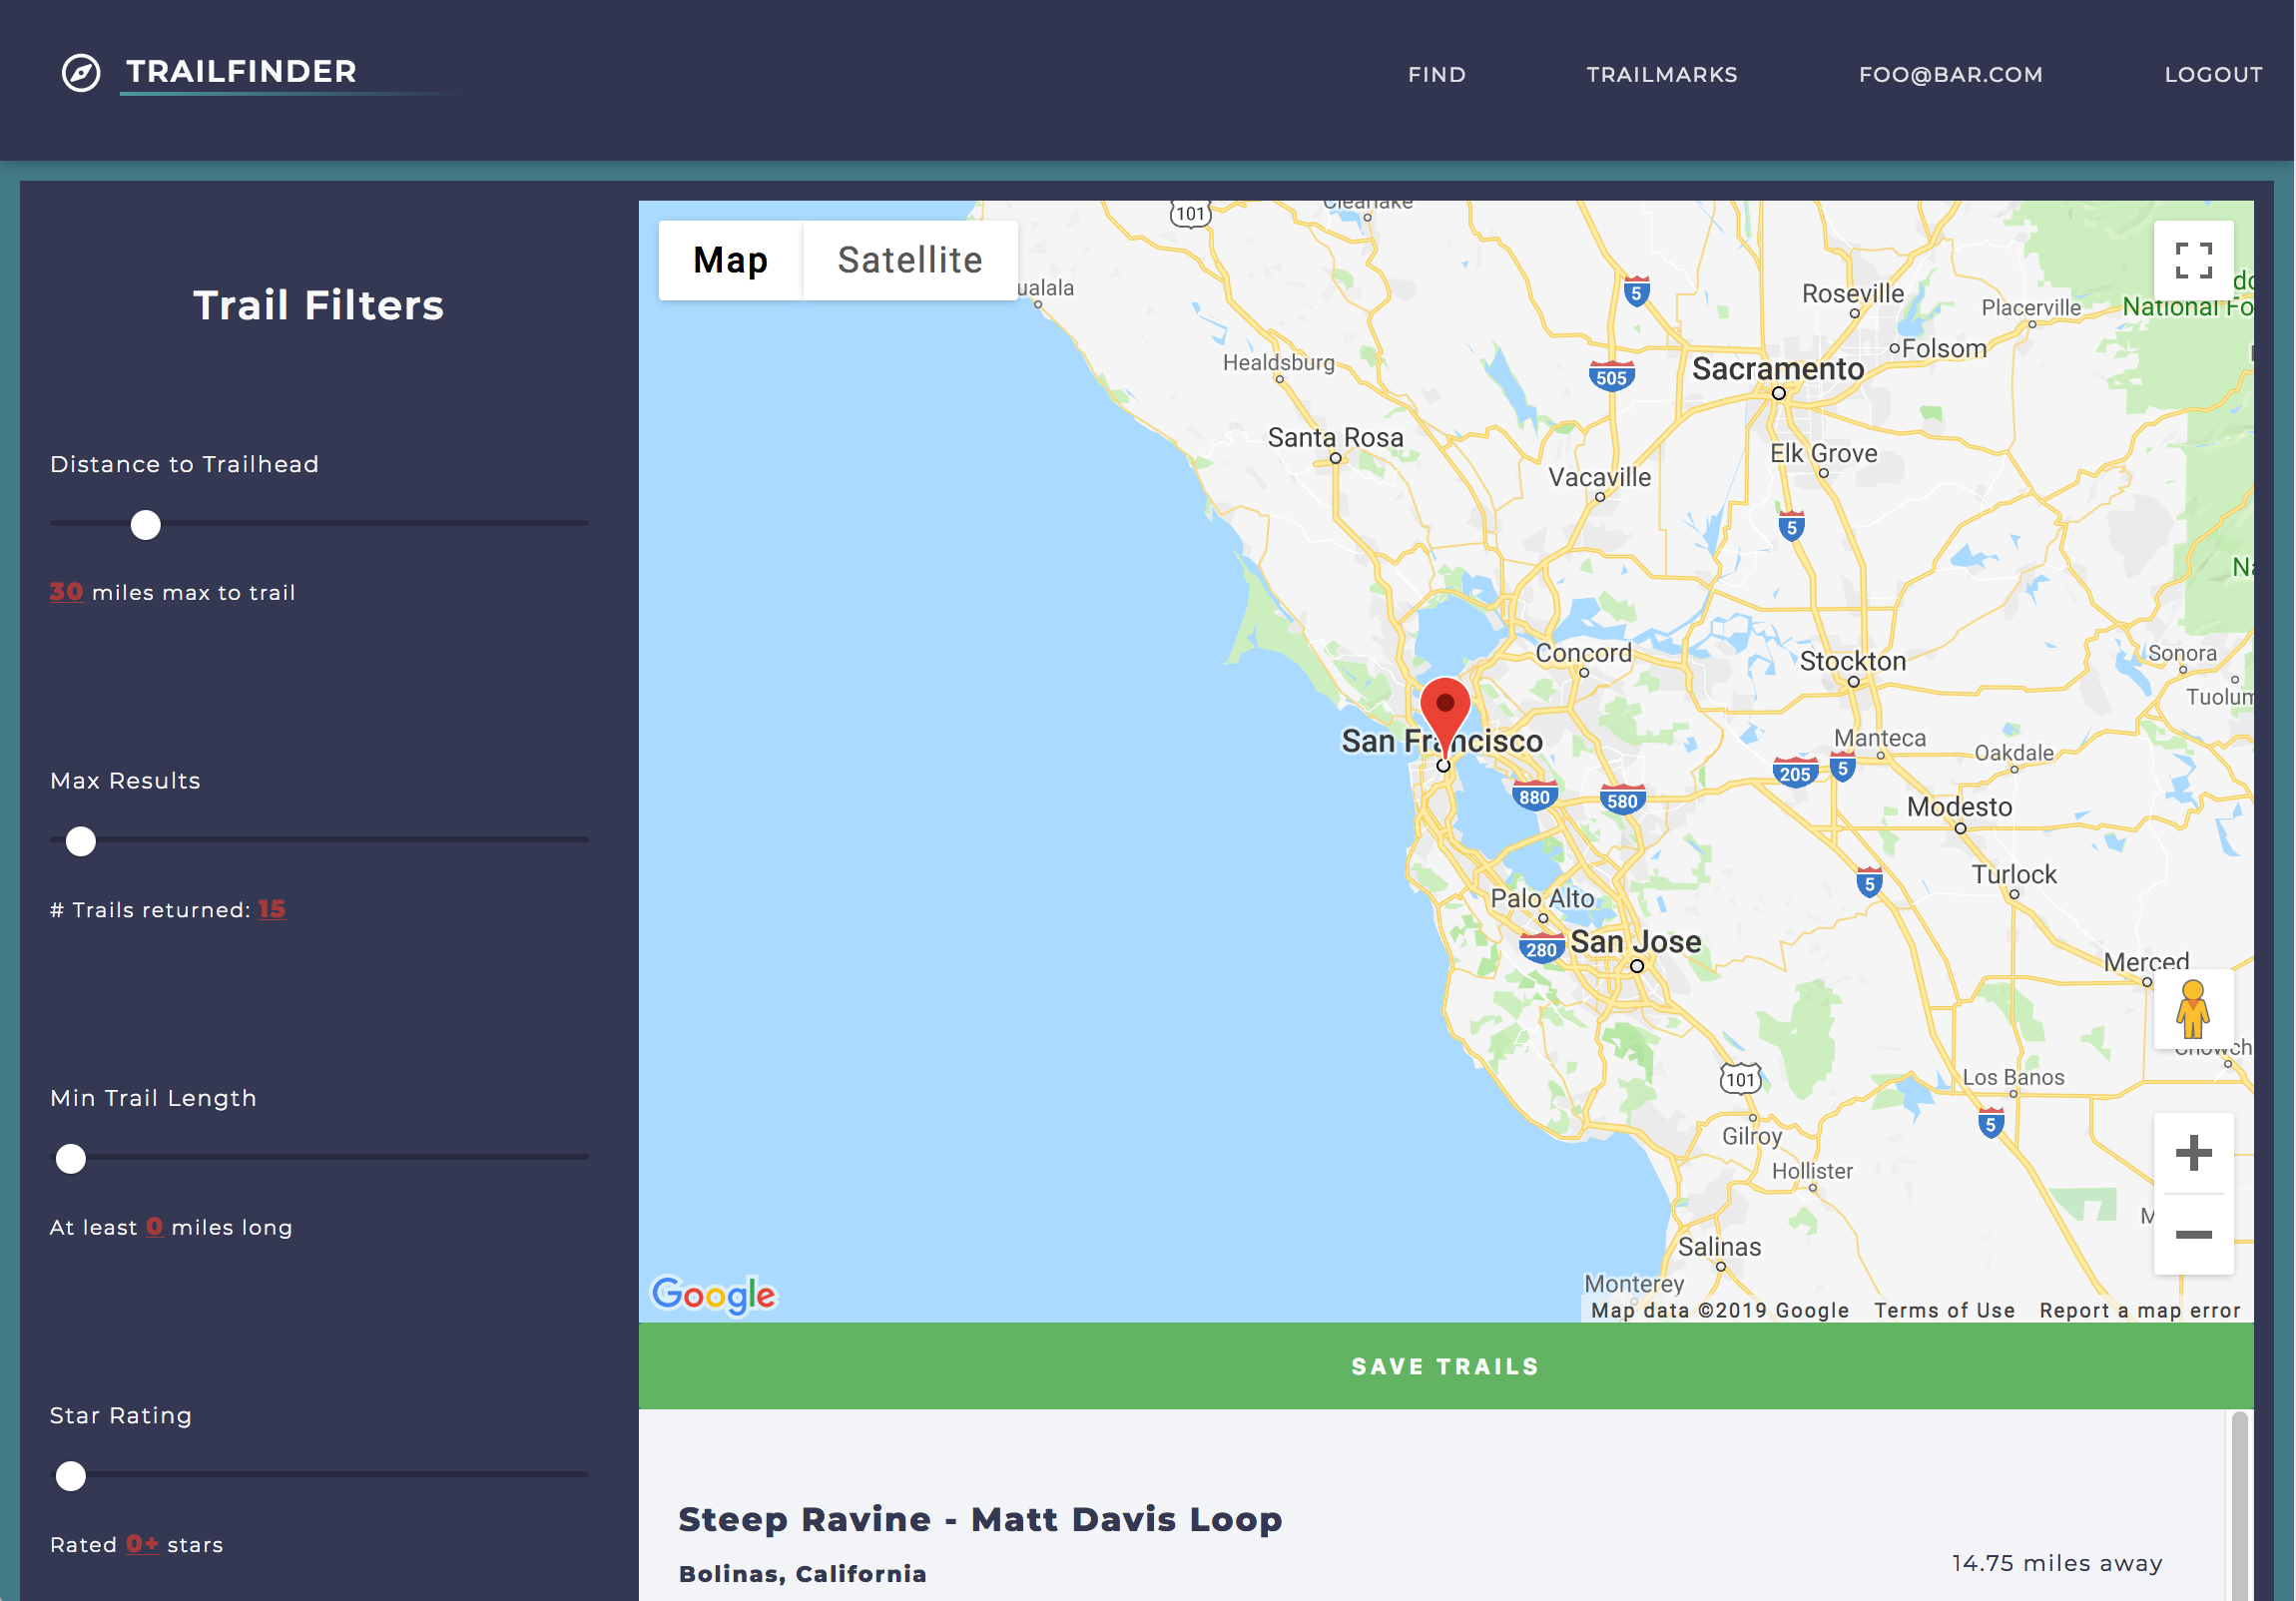 TRAILFINDER
FIND
TRAILMARKS
FOO@BAR.COM
LOGOUT
Trail Filters
Distance to Trailhead
30 miles max to trail
Max Results
# Trails returned: 15
Min Trail Length
At least 0 miles long
Star Rating
Rated 0+ stars
Map
Satellite
101
Clearlake
ualala
5
Roseville
Placerville
National Fo
Healdsburg
505
Folsom
Sacramento
Santa Rosa
Elk Grove
Vacaville
5
Na
Concord
Stockton
Sonora
Tuolum
San Francisco
Manteca
Oakdale
205
5
880
580
Modesto
5
Turlock
Palo Alto
280
San Jose
Merced
Chowch
101
Los Banos
5
Gilroy
Hollister
M
Salinas
Monterey
Google
Map data ©2019 Google
Terms of Use
Report a map error
SAVE TRAILS
Steep Ravine - Matt Davis Loop
Bolinas, California
14.75 miles away